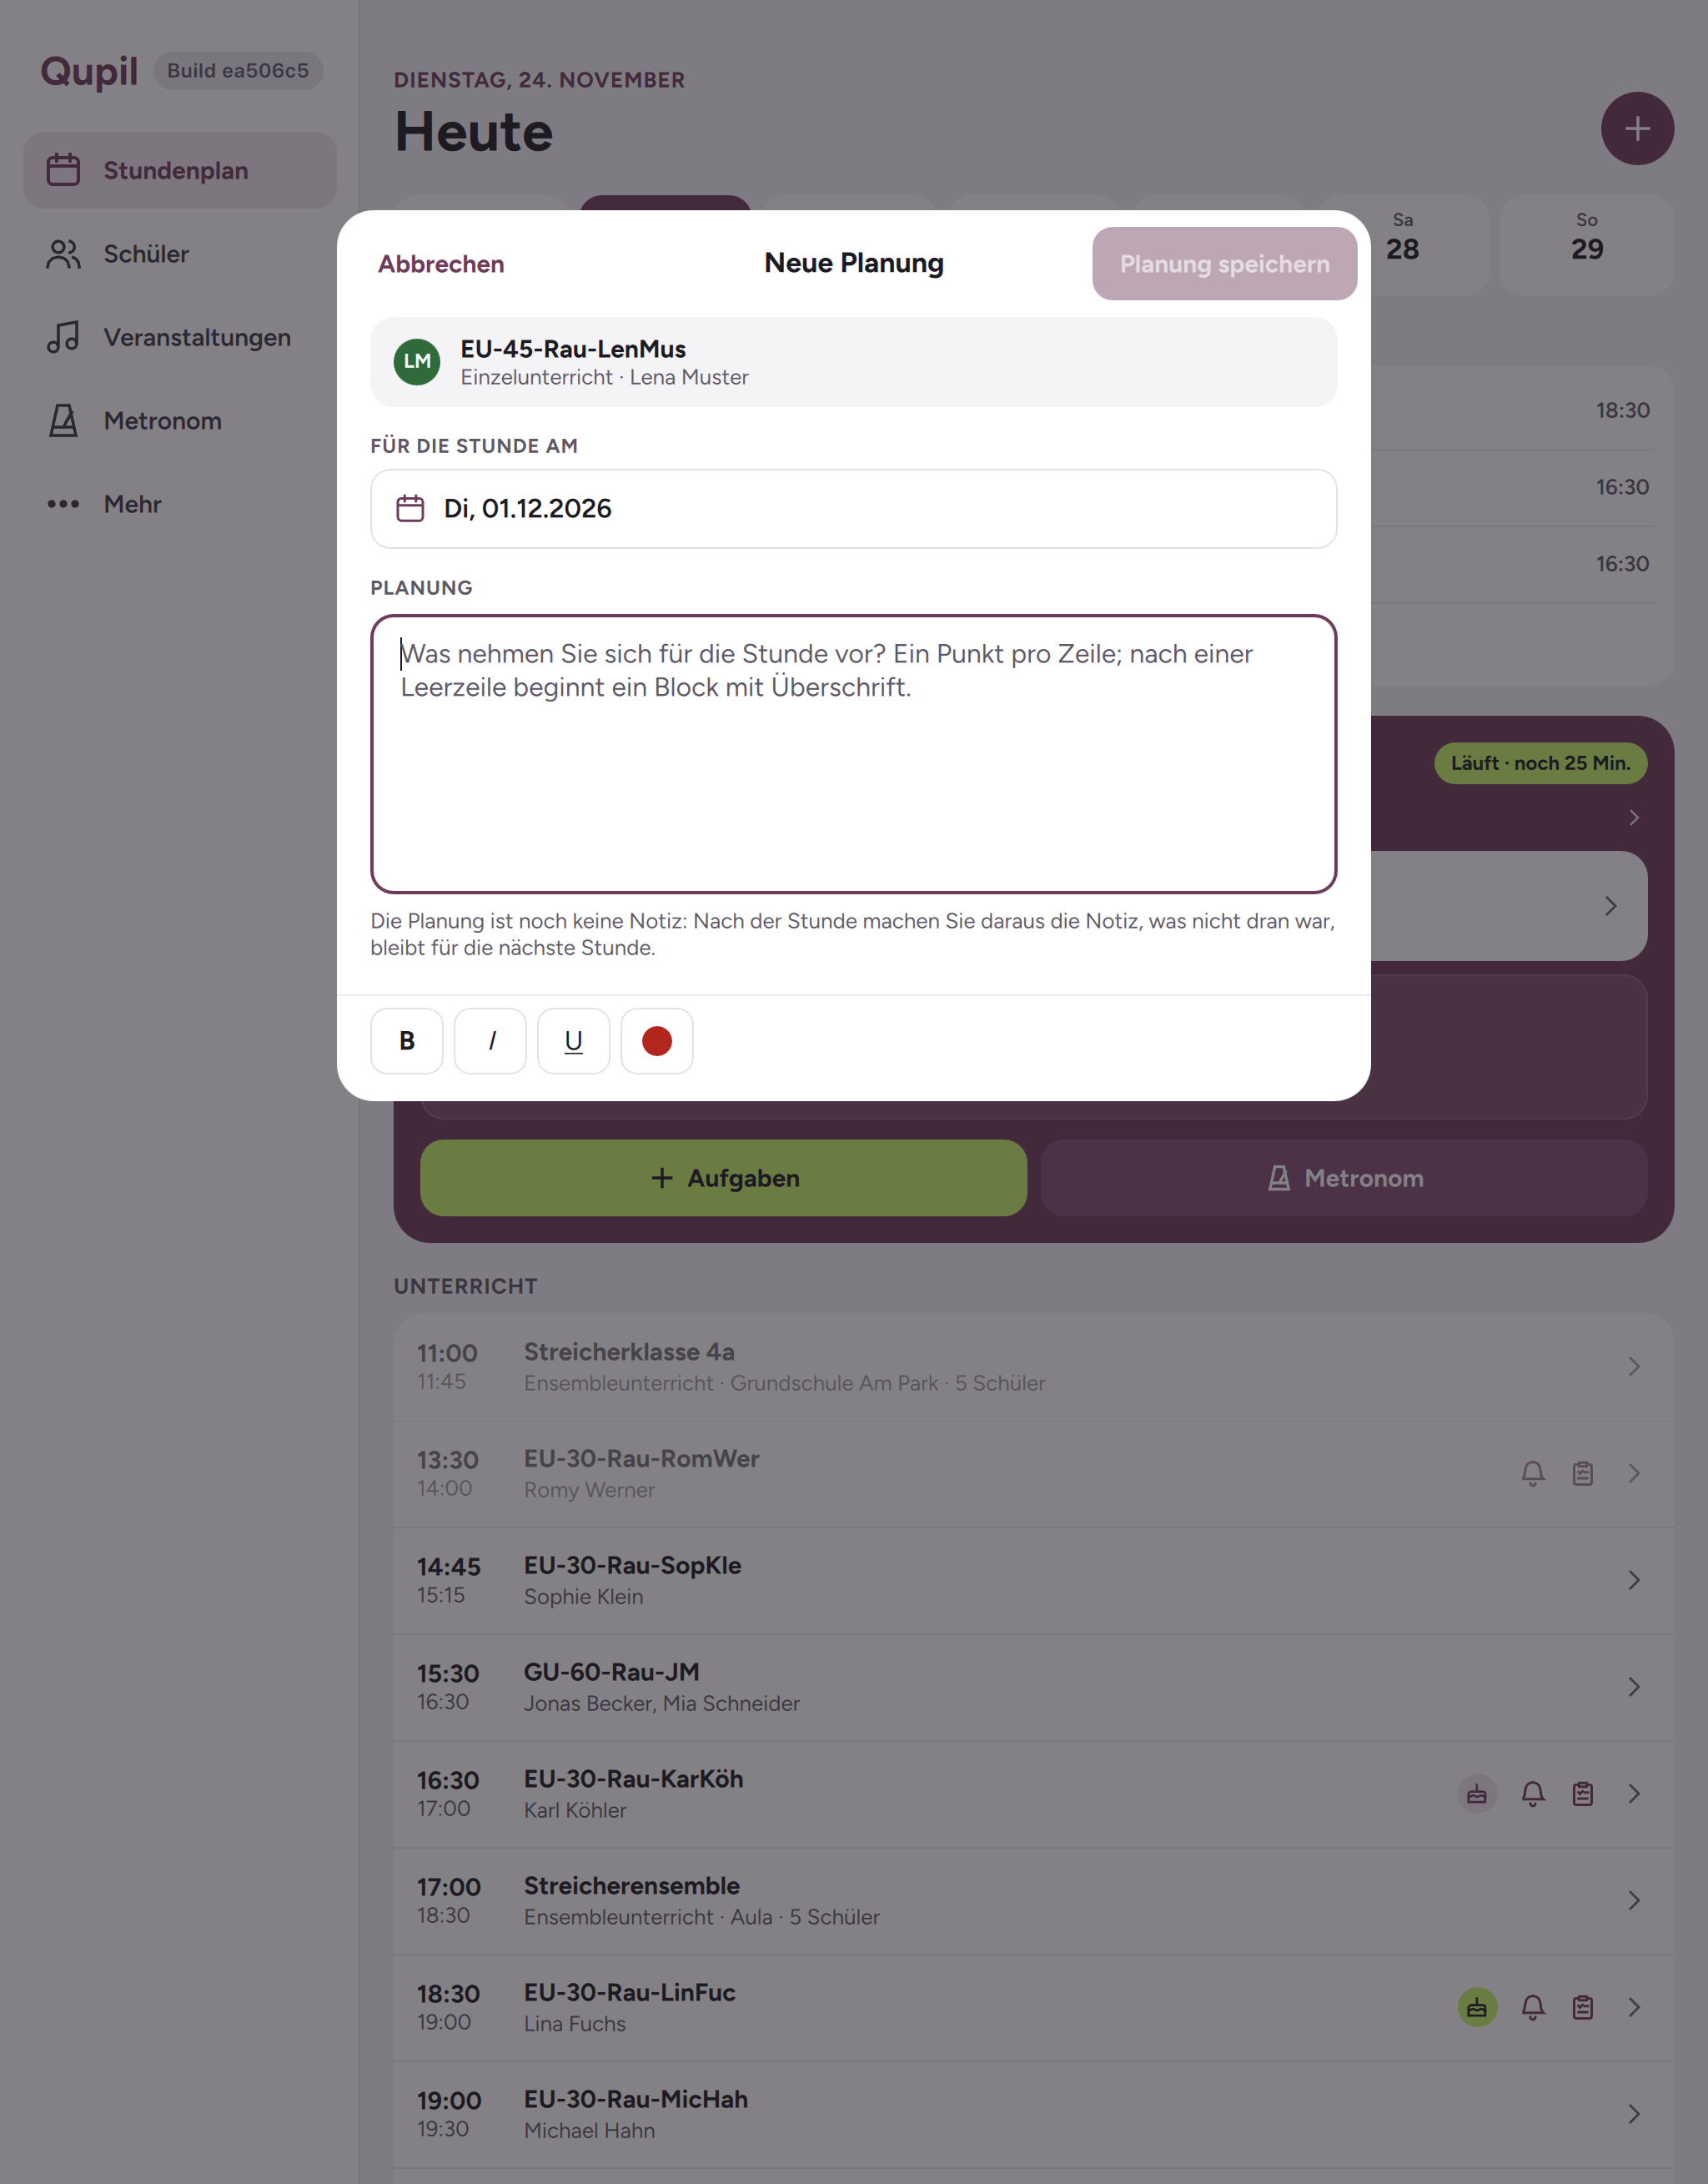 Qupil
Build ea506c5
Stundenplan
Schüler
Veranstaltungen
Metronom
Mehr
DIENSTAG, 24. NOVEMBER
Heute
Sa
28
So
29
Abbrechen
Neue Planung
Planung speichern
LM
EU-45-Rau-LenMus
Einzelunterricht · Lena Muster
FÜR DIE STUNDE AM
Di, 01.12.2026
PLANUNG
Was nehmen Sie sich für die Stunde vor? Ein Punkt pro Zeile; nach einer
Leerzeile beginnt ein Block mit Überschrift.
Die Planung ist noch keine Notiz: Nach der Stunde machen Sie daraus die Notiz, was nicht dran war,
bleibt für die nächste Stunde.
B
I
U
18:30
16:30
16:30
Läuft · noch 25 Min.
Aufgaben
Metronom
UNTERRICHT
11:00
11:45
Streicherklasse 4a
Ensembleunterricht · Grundschule Am Park · 5 Schüler
13:30
14:00
EU-30-Rau-RomWer
Romy Werner
14:45
15:15
EU-30-Rau-SopKle
Sophie Klein
15:30
16:30
GU-60-Rau-JM
Jonas Becker, Mia Schneider
16:30
17:00
EU-30-Rau-KarKöh
Karl Köhler
17:00
18:30
Streicherensemble
Ensembleunterricht · Aula · 5 Schüler
18:30
19:00
EU-30-Rau-LinFuc
Lina Fuchs
19:00
19:30
EU-30-Rau-MicHah
Michael Hahn